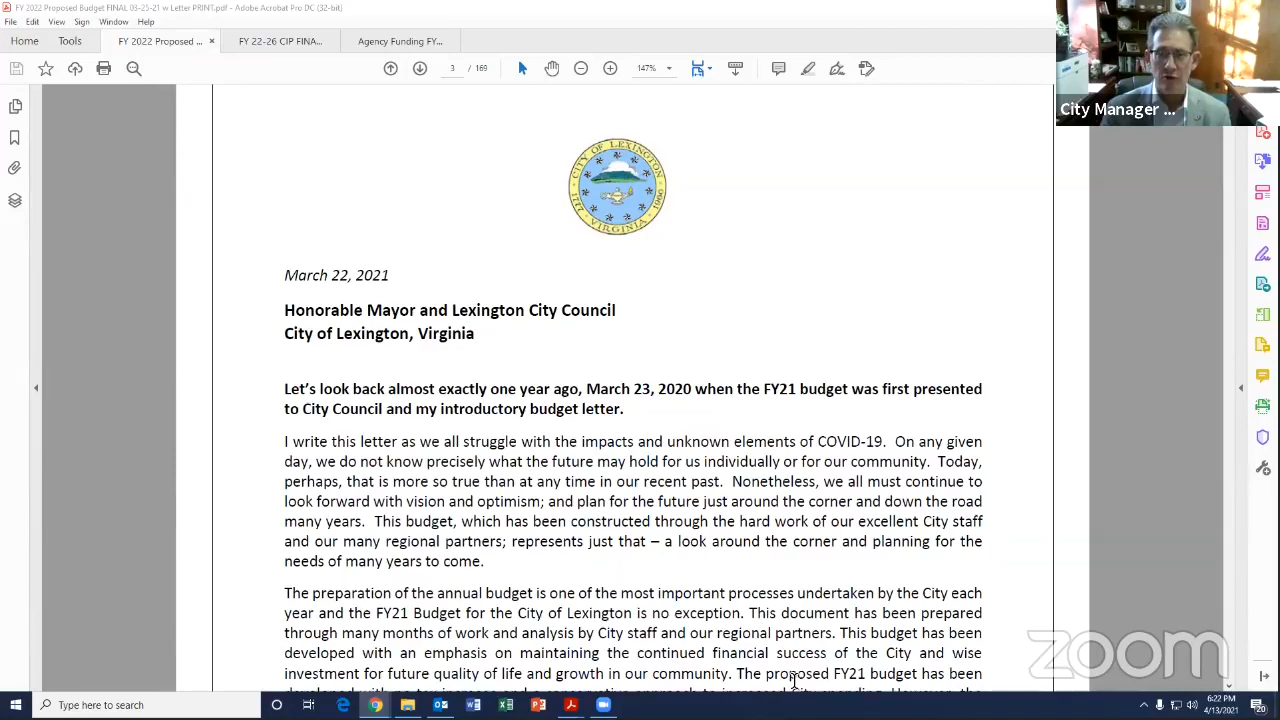 FY 2022 Proposed Budget FINAL 03-25-21 w Letter PRINT.pdf - Adobe Acrobat Pro DC (32-bit)
File Edit View Sign Window Help
Home Tools FY 2022 Proposed ... × FY 22-26 CIP FINA... Agency Funding FY...
3 / 169 147%
City Manager ...
CITY OF LEXINGTON
VIRGINIA
March 22, 2021
Honorable Mayor and Lexington City Council
City of Lexington, Virginia
Let's look back almost exactly one year ago, March 23, 2020 when the FY21 budget was first presented
to City Council and my introductory budget letter.
I write this letter as we all struggle with the impacts and unknown elements of COVID-19. On any given
day, we do not know precisely what the future may hold for us individually or for our community. Today,
perhaps, that is more so true than at any time in our recent past. Nonetheless, we all must continue to
look forward with vision and optimism; and plan for the future just around the corner and down the road
many years. This budget, which has been constructed through the hard work of our excellent City staff
and our many regional partners; represents just that – a look around the corner and planning for the
needs of many years to come.
The preparation of the annual budget is one of the most important processes undertaken by the City each
year and the FY21 Budget for the City of Lexington is no exception. This document has been prepared
through many months of work and analysis by City staff and our regional partners. This budget has been
developed with an emphasis on maintaining the continued financial success of the City and wise
investment for future quality of life and growth in our community. The proposed FY21 budget has been
zoom
Type here to search
6:22 PM
4/13/2021
20